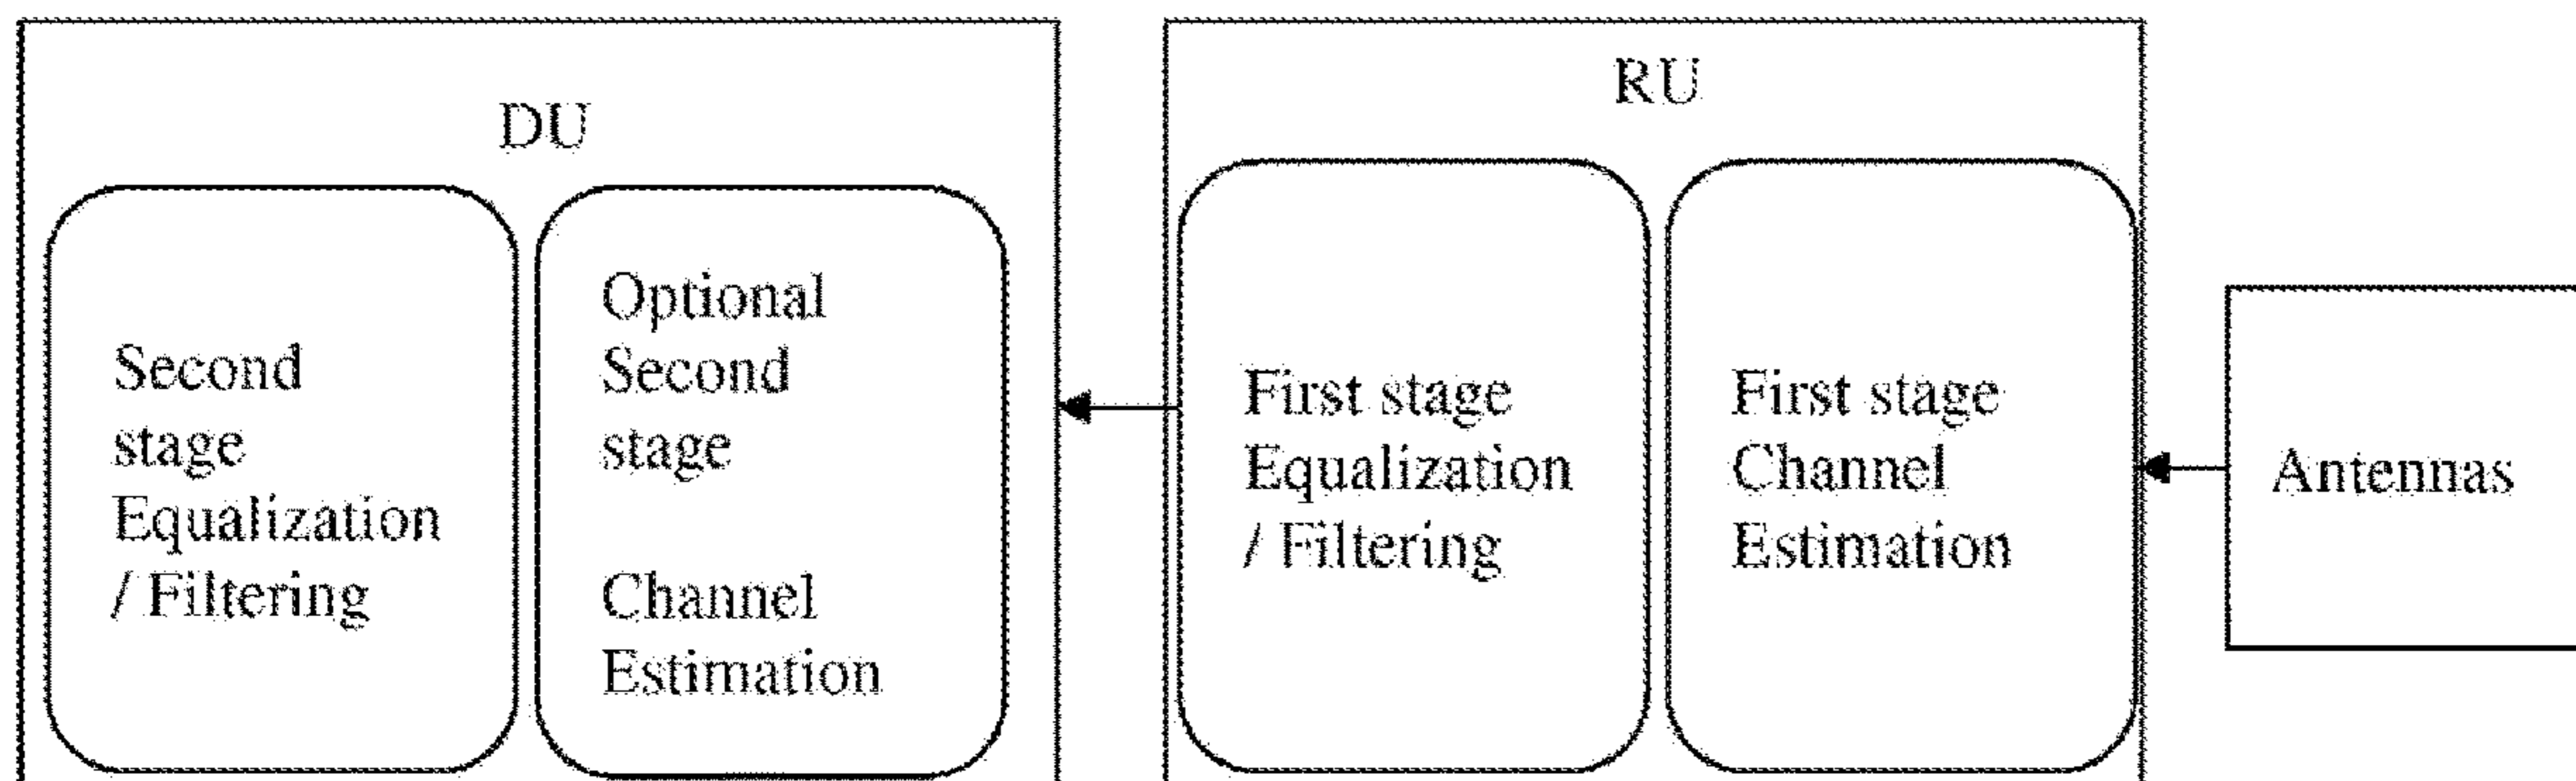 DU
Second
stage
Equalization
/ Filtering
Optional
Second
stage
Channel
Estimation
RU
First stage
Equalization
/ Filtering
First stage
Channel
Estimation
Antennas